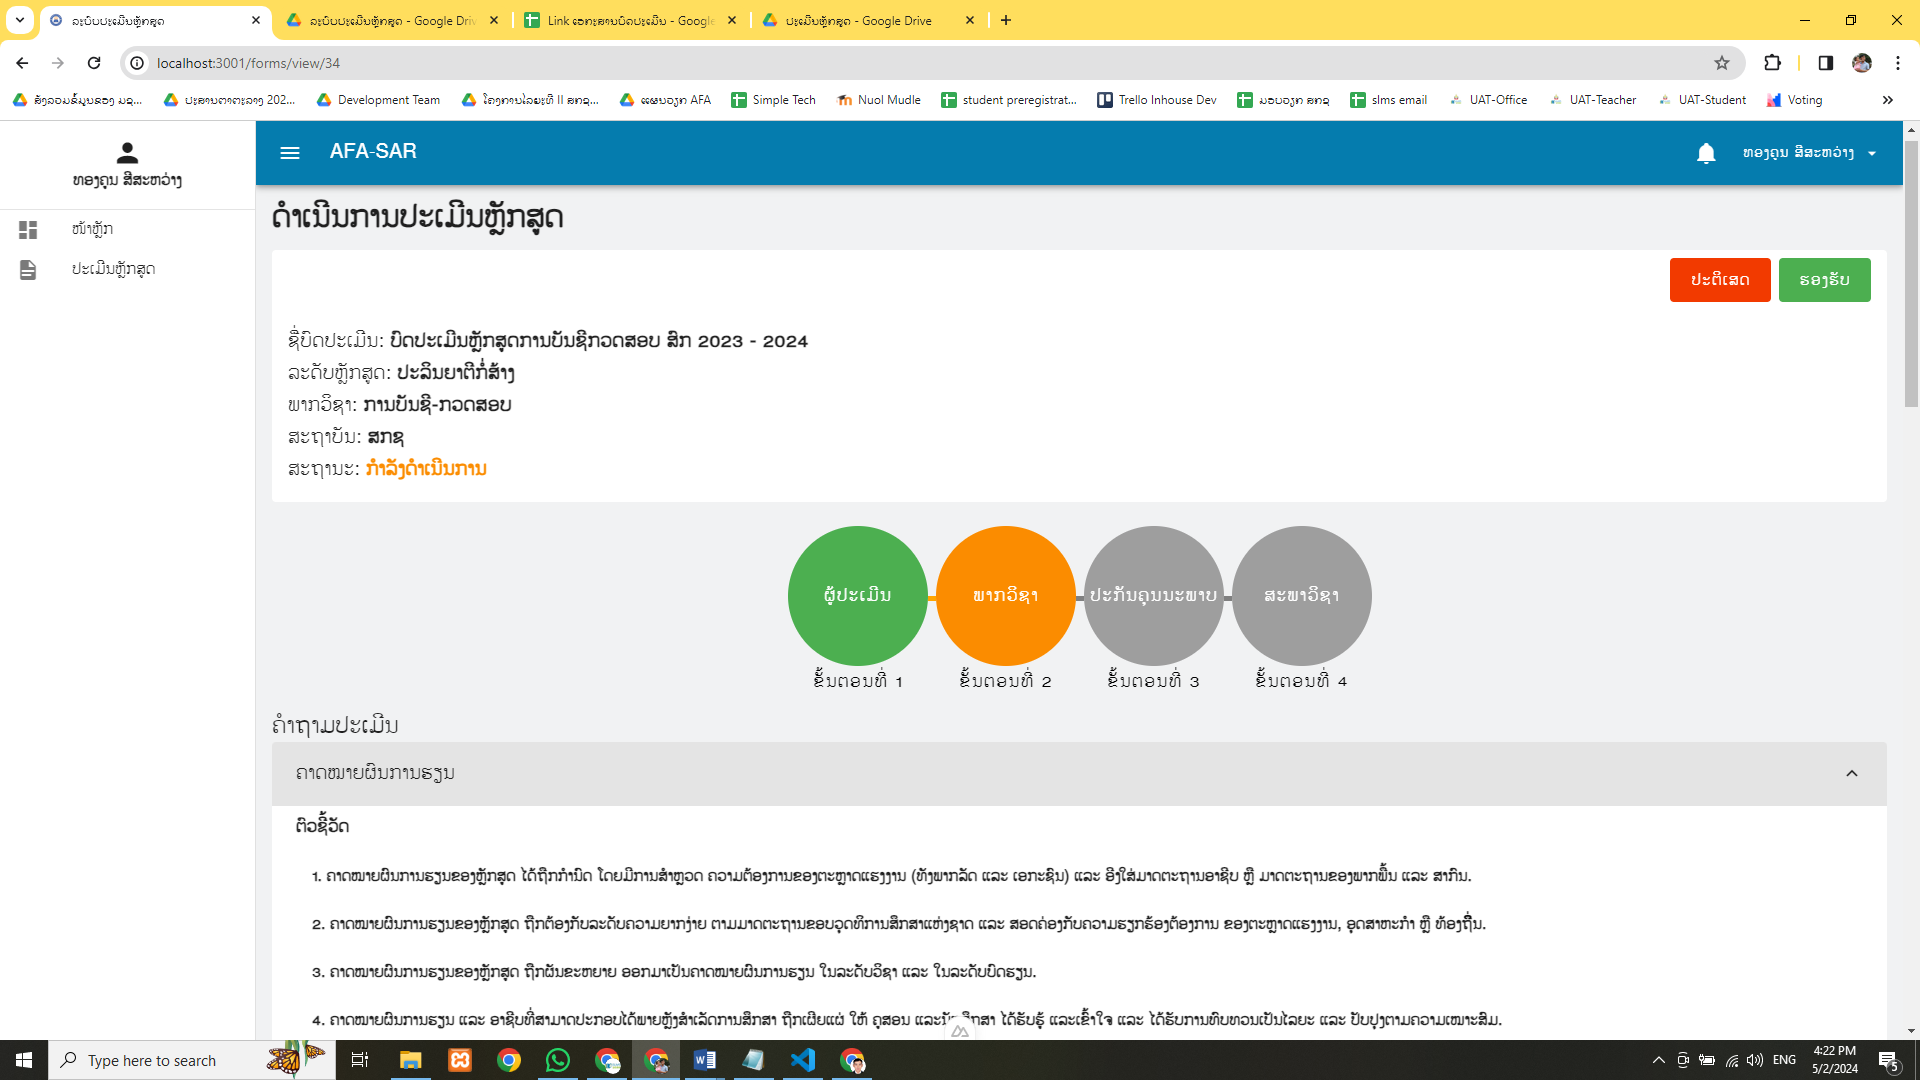 ລະບົບປະເມີນຫຼັກສູດ
ລະບົບປະເມີນຫຼັກສູດ - Google Driv
Link ເອກະສານບົດປະເມີນ - Google
ປະເມີນຫຼັກສູດ - Google Drive
localhost:3001/forms/view/34
ສັງລວມຂໍ້ມູນຂອງ ມຊ...
ປະສານຕາຕະລາງ 202...
Development Team
ໂຄງການໄລຍະທີ II ສກຊ...
ແຜນວຽກ AFA
Simple Tech
Nuol Mudle
student preregistrat...
Trello Inhouse Dev
ມອບວຽກ ສກຊ
slms email
UAT-Office
UAT-Teacher
UAT-Student
Voting
ທອງຄູນ ສີສະຫວ່າງ
AFA-SAR
ທອງຄູນ ສີສະຫວ່າງ
ໜ້າຫຼັກ
ປະເມີນຫຼັກສູດ
ດຳເນີນການປະເມີນຫຼັກສູດ
ປະຕິເສດ
ຮອງຮັບ
ຊື່ບົດປະເມີນ: ບົດປະເມີນຫຼັກສູດການບັນຊີກວດສອບ ສົກ 2023 - 2024
ລະດັບຫຼັກສູດ: ປະລິນຍາຕີກໍ່ສ້າງ
ພາກວິຊາ: ການບັນຊີ-ກວດສອບ
ສະຖາບັນ: ສກຊ
ສະຖານະ: ກຳລັງດຳເນີນການ
ຜູ້ປະເມີນ
ພາກວິຊາ
ປະກັນຄຸນນະພາບ
ສະພາວິຊາ
ຂັ້ນຕອນທີ່ 1
ຂັ້ນຕອນທີ່ 2
ຂັ້ນຕອນທີ່ 3
ຂັ້ນຕອນທີ່ 4
ຄຳຖາມປະເມີນ
ຄາດໝາຍຜົນການຮຽນ
ຕົວຊີ້ວັດ
1. ຄາດໝາຍຜົນການຮຽນຂອງຫຼັກສູດ ໄດ້ຖືກກຳນົດ ໂດຍມີການສຳຫຼວດ ຄວາມຕ້ອງການຂອງຕະຫຼາດແຮງງານ (ທັງພາກລັດ ແລະ ເອກະຊົນ) ແລະ ອີງໃສ່ມາດຕະຖານອາຊີບ ຫຼື ມາດຕະຖານຂອງພາກພື້ນ ແລະ ສາກົນ.
2. ຄາດໝາຍຜົນການຮຽນຂອງຫຼັກສູດ ຖືກຕ້ອງກັບລະດັບຄວາມຍາກງ່າຍ ຕາມມາດຕະຖານຂອບວຸດທິການສຶກສາແຫ່ງຊາດ ແລະ ສອດຄ່ອງກັບຄວາມຮຽກຮ້ອງຕ້ອງການ ຂອງຕະຫຼາດແຮງງານ, ອຸດສາຫະກຳ ຫຼື ທ້ອງຖິ່ນ.
3. ຄາດໝາຍຜົນການຮຽນຂອງຫຼັກສູດ ຖືກຜັນຂະຫຍາຍ ອອກມາເປັນຄາດໝາຍຜົນການຮຽນ ໃນລະດັບວິຊາ ແລະ ໃນລະດັບບົດຮຽນ.
4. ຄາດໝາຍຜົນການຮຽນ ແລະ ອາຊີບທີ່ສາມາດປະກອບໄດ້ພາຍຫຼັງສຳເລັດການສຶກສາ ຖືກເຜີຍແຜ່ ໃຫ້ ຄູສອນ ແລະນັກສຶກສາ ໄດ້ຮັບຮູ້ ແລະເຂົ້າໃຈ ແລະ ໄດ້ຮັບການທົບທວນເປັນໄລຍະ ແລະ ປັບປຸງຕາມຄວາມເໝາະສົມ.
Type here to search
ENG
4:22 PM
5/2/2024
5